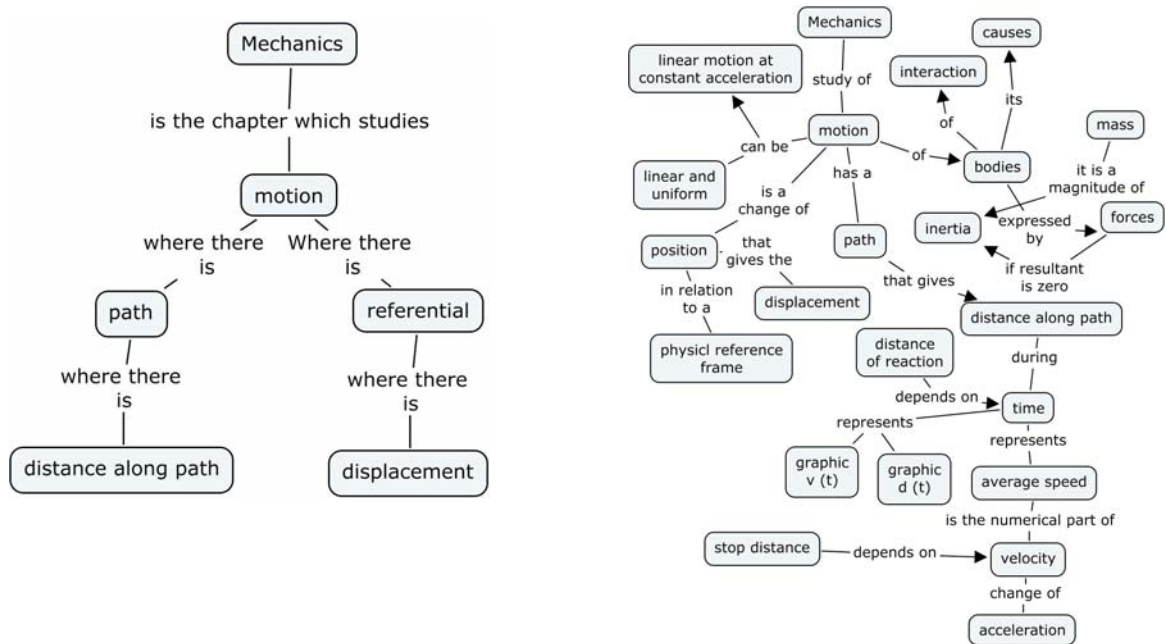 Mechanics
is the chapter which studies
motion
where there
is
Where there
is
path
referential
where there
is
where there
is
distance along path
displacement
Mechanics
causes
linear motion at
constant acceleration
interaction
study of
its
mass
of
motion
can be
of
bodies
it is a
magnitude of
linear and
uniform
has a
is a
change of
inertia
expressed
by
forces
position
that
gives the
path
if resultant
is zero
in relation
to a
displacement
that gives
distance along path
physicl reference
frame
distance
of reaction
during
depends on
time
represents
represents
graphic
v (t)
graphic
d (t)
average speed
is the numerical part of
stop distance
depends on
velocity
change of
acceleration